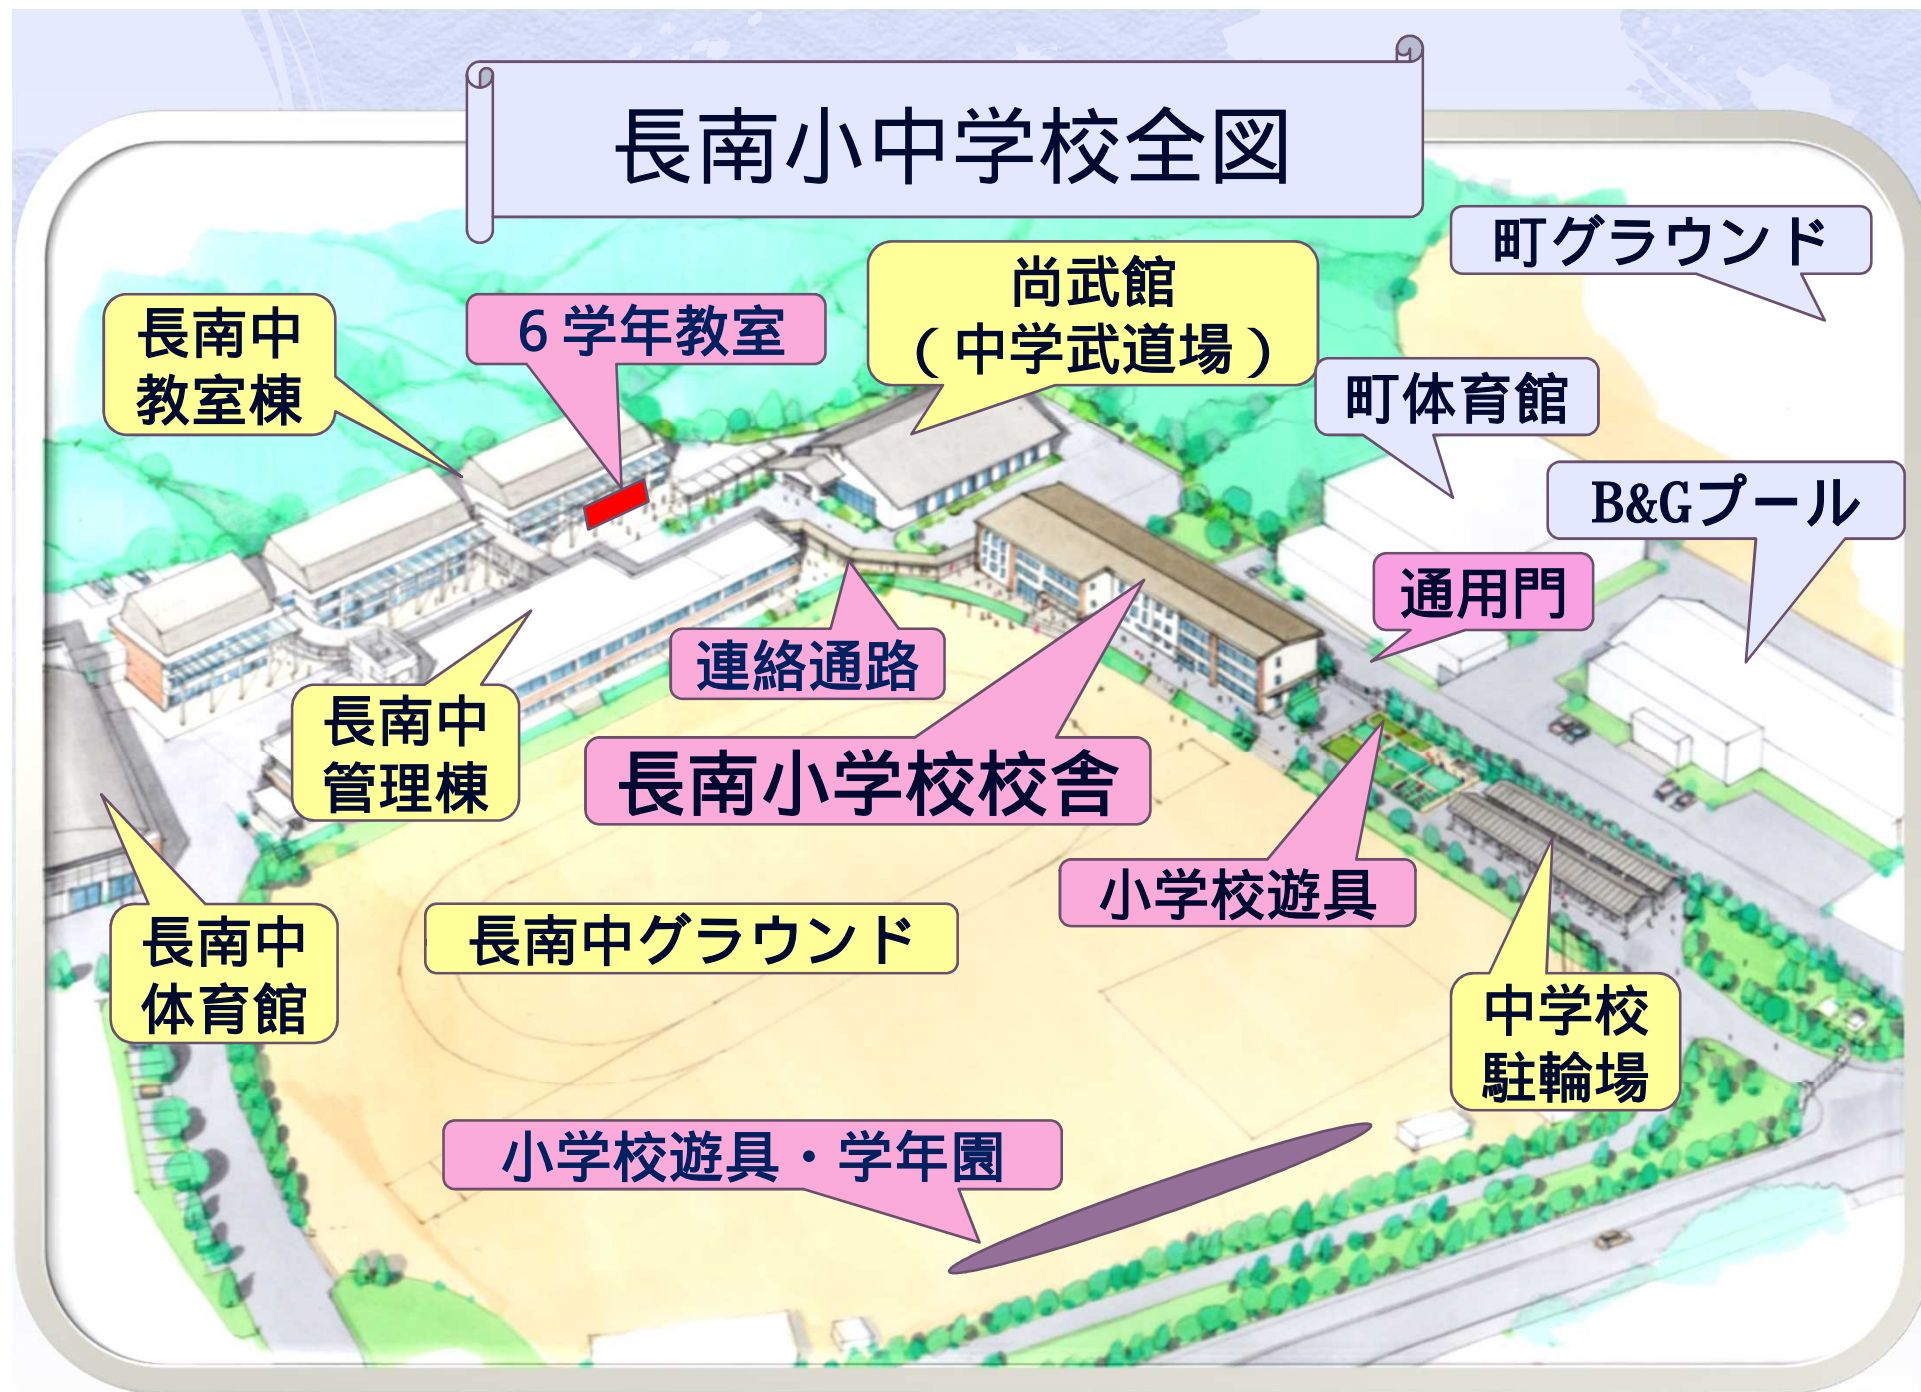 長南小中学校全図
町グラウンド
尚武館
(中学武道場)
長南中
教室棟
6学年教室
町体育館
B&Gプール
通用門
連絡通路
長南中
管理棟
長南小学校校舎
小学校遊具
長南中
体育館
長南中グラウンド
中学校
駐輪場
小学校遊具・学年園